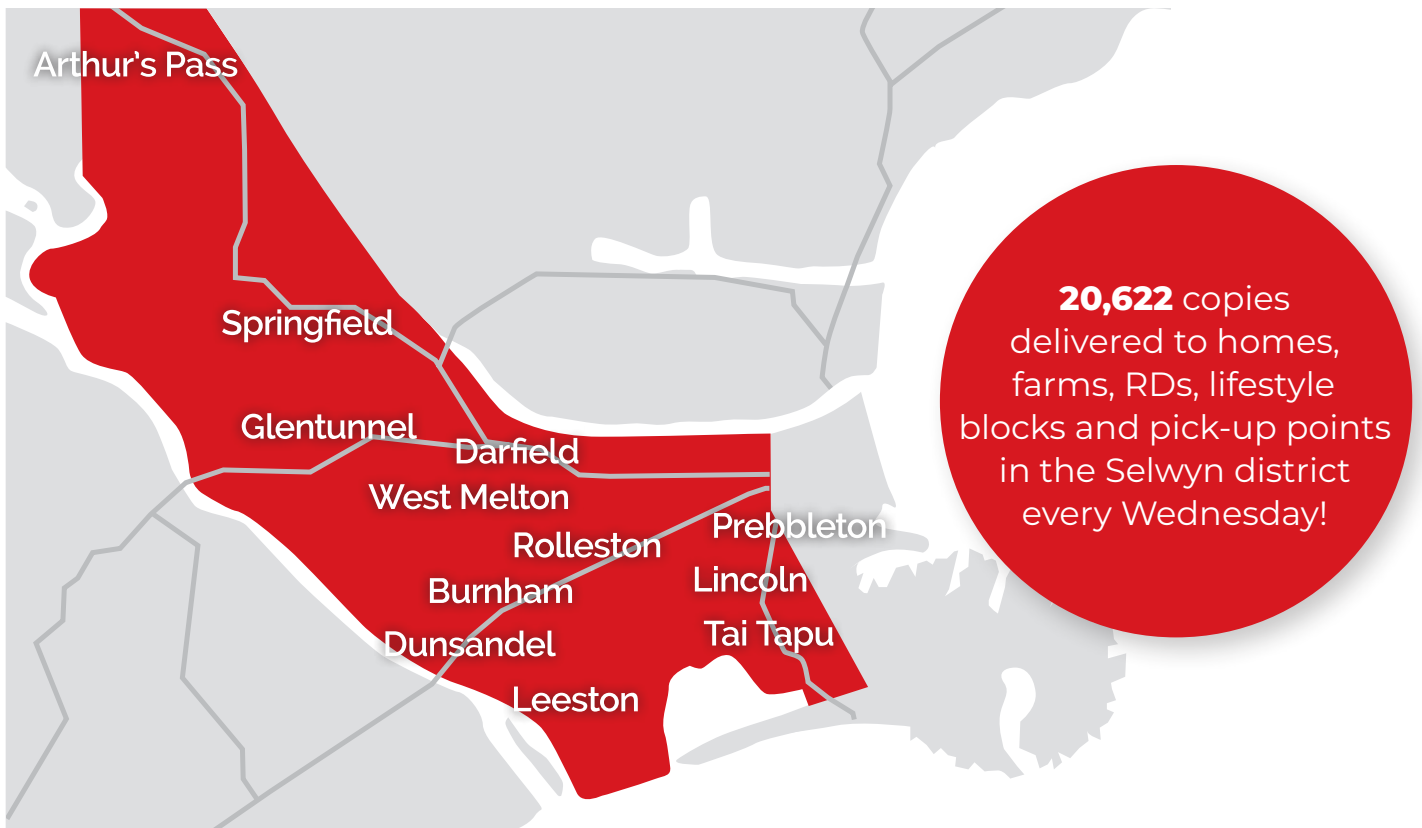 Arthur’s Pass
Springfield
Glentunnel
Darfield
West Melton
Rolleston
Prebbleton
Burnham
Lincoln
Dunsandel
Tai Tapu
Leeston
20,622 copies
delivered to homes,
farms, RDs, lifestyle
blocks and pick-up points
in the Selwyn district
every Wednesday!